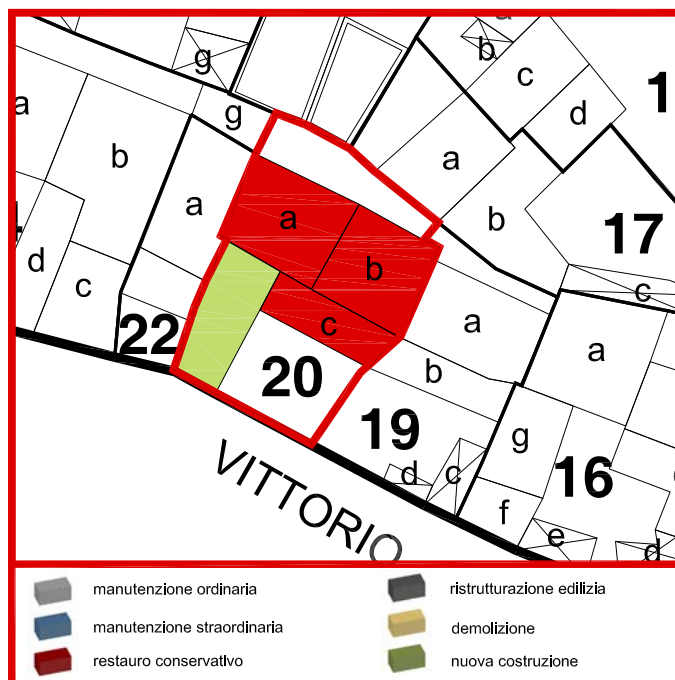 a
b
g
c
1
g
d
a
b
a
a
b
17
a
b
d
c
c
a
a
c
b
22
20
19
g
d
c
16
f
e
d
VITTORIO
manutenzione ordinaria
ristrutturazione edilizia
manutenzione straordinaria
demolizione
restauro conservativo
nuova costruzione